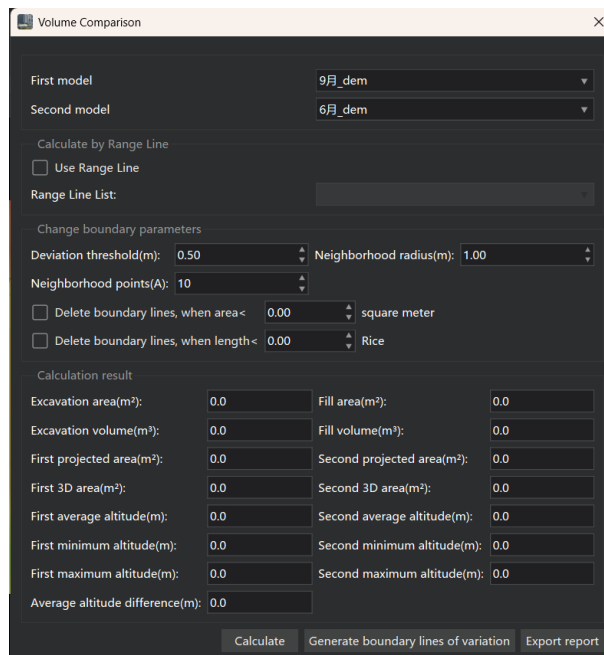 Volume Comparison
First model 9月_dem
Second model 6月_dem
Calculate by Range Line
Use Range Line
Range Line List:
Change boundary parameters
Deviation threshold(m): 0.50 Neighborhood radius(m): 1.00
Neighborhood points(A): 10
Delete boundary lines, when area< 0.00 square meter
Delete boundary lines, when length< 0.00 Rice
Calculation result
Excavation area(m²): 0.0 Fill area(m²): 0.0
Excavation volume(m³): 0.0 Fill volume(m³): 0.0
First projected area(m²): 0.0 Second projected area(m²): 0.0
First 3D area(m²): 0.0 Second 3D area(m²): 0.0
First average altitude(m): 0.0 Second average altitude(m): 0.0
First minimum altitude(m): 0.0 Second minimum altitude(m): 0.0
First maximum altitude(m): 0.0 Second maximum altitude(m): 0.0
Average altitude difference(m): 0.0
Calculate Generate boundary lines of variation Export report